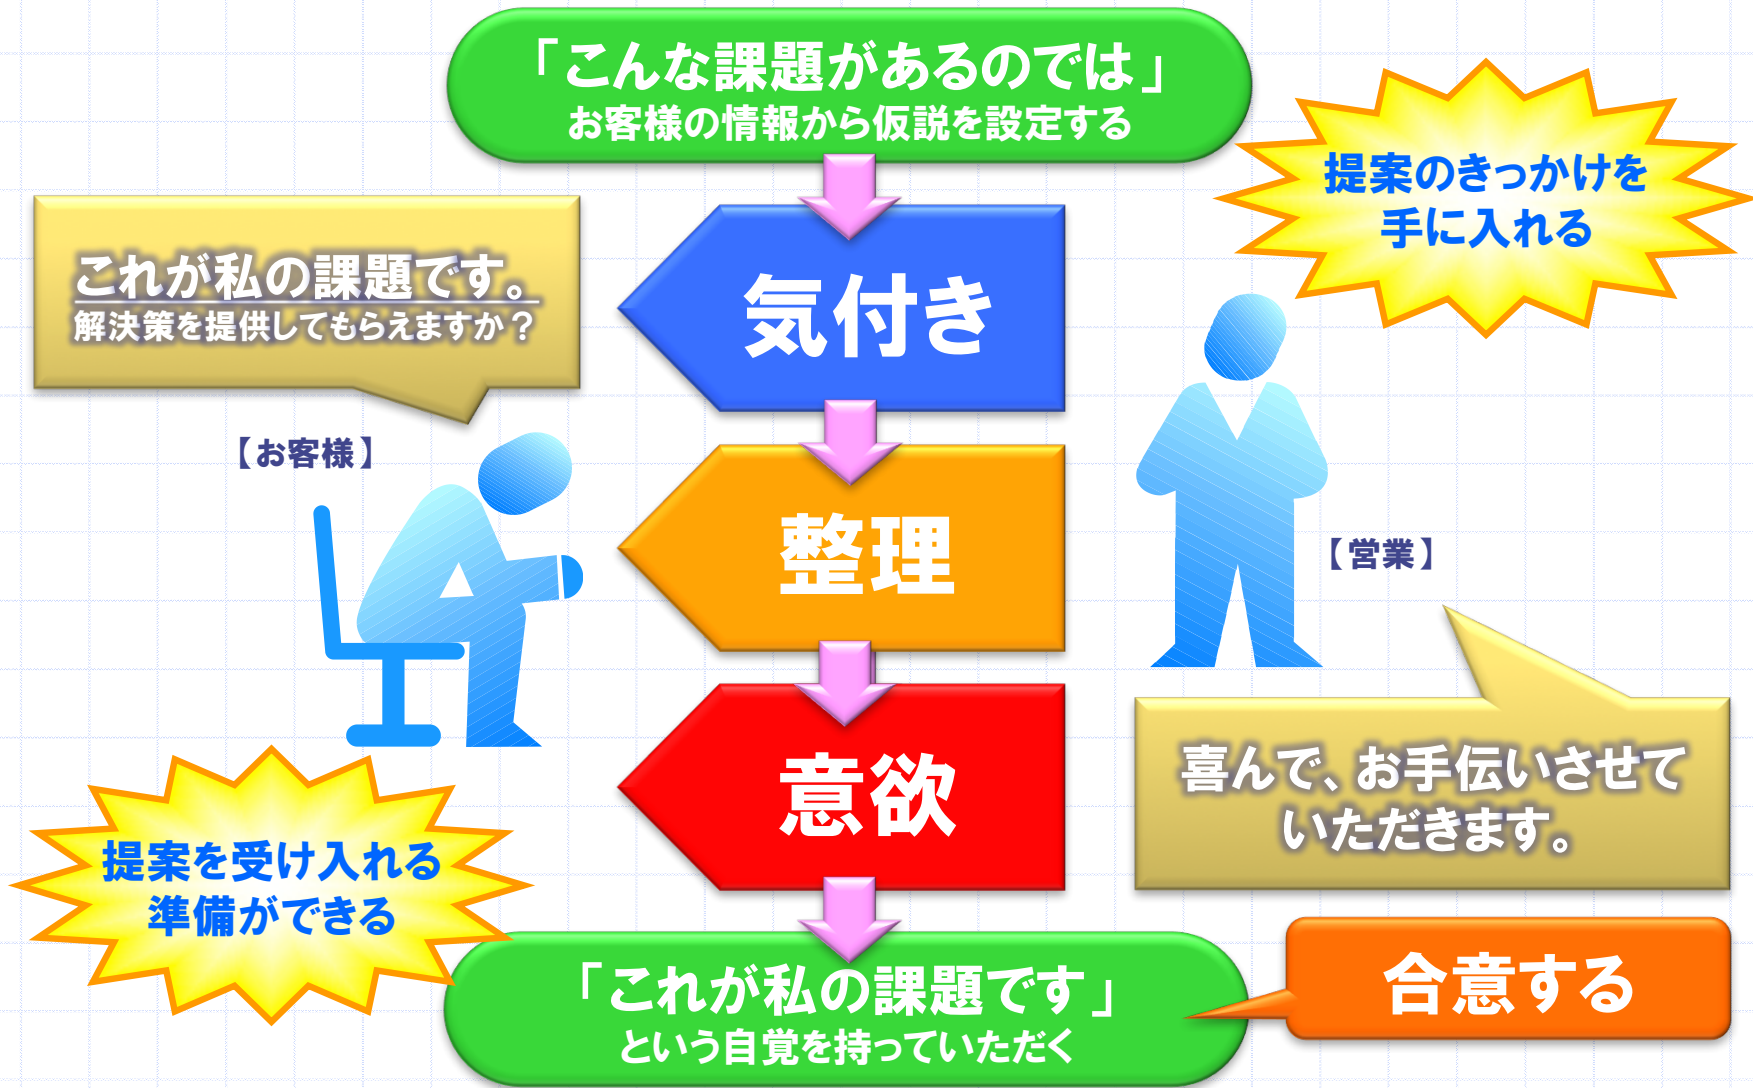 「こんな課題があるのでは」
お客様の情報から仮説を設定する
提案のきっかけを
手に入れる
これが私の課題です。
解決策を提供してもらえますか？
気付き
【お客様】
整理
【営業】
意欲
喜んで、お手伝いさせて
いただきます。
提案を受け入れる
準備ができる
「これが私の課題です」
という自覚を持っていただく
合意する